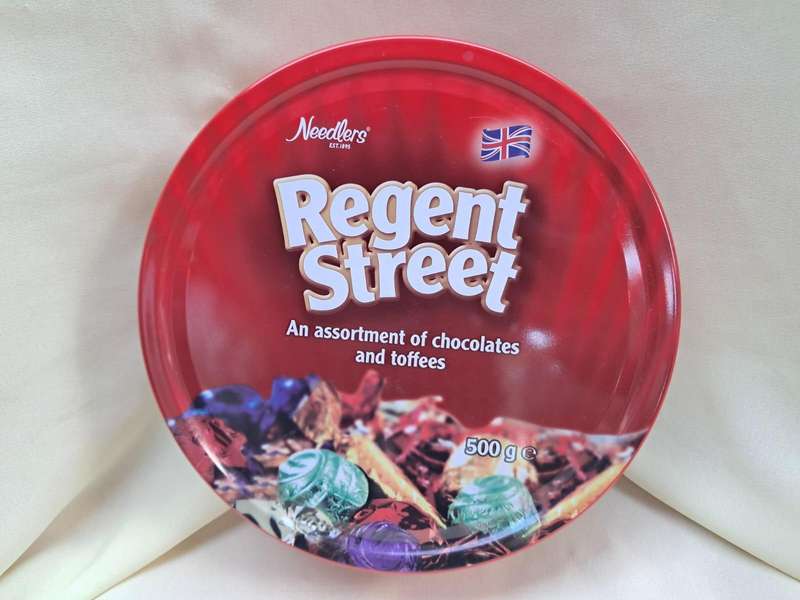 Needlers®
EST.1895
Regent
Street
An assortment of chocolates
and toffees
500 g ℮